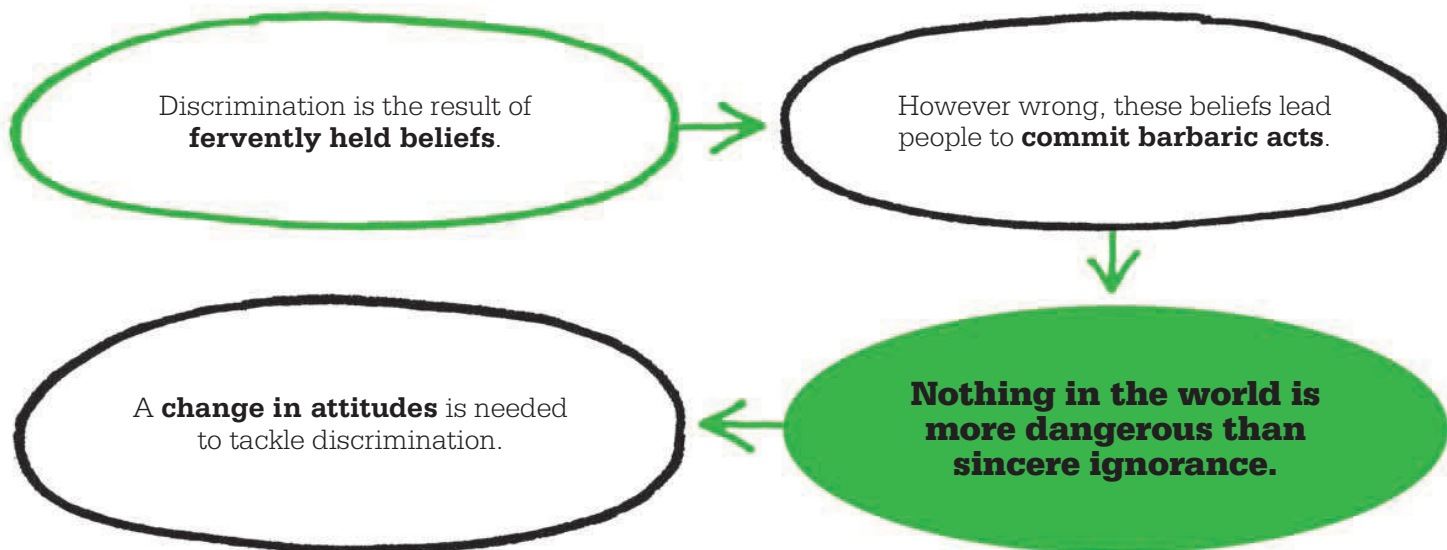 Discrimination is the result of
fervently held beliefs.
However wrong, these beliefs lead
people to commit barbaric acts.
Nothing in the world is
more dangerous than
sincere ignorance.
A change in attitudes is needed
to tackle discrimination.